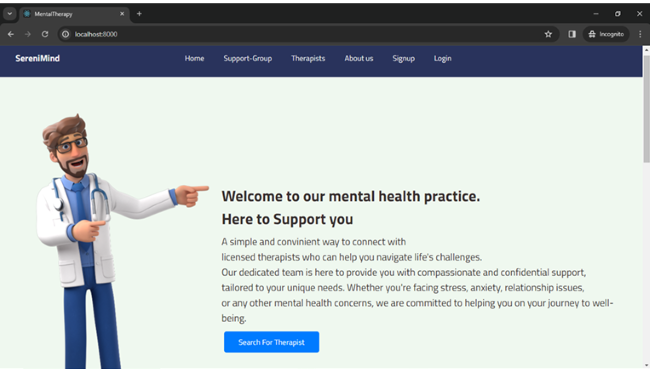 MentalTherapy
localhost:8000
Incognito
SereniMind Home Support-Group Therapists About us Signup Login
Welcome to our mental health practice.
Here to Support you
A simple and convinient way to connect with
licensed therapists who can help you navigate life's challenges.
Our dedicated team is here to provide you with compassionate and confidential support,
tailored to your unique needs. Whether you're facing stress, anxiety, relationship issues,
or any other mental health concerns, we are committed to helping you on your journey to well-
being.
Search For Therapist